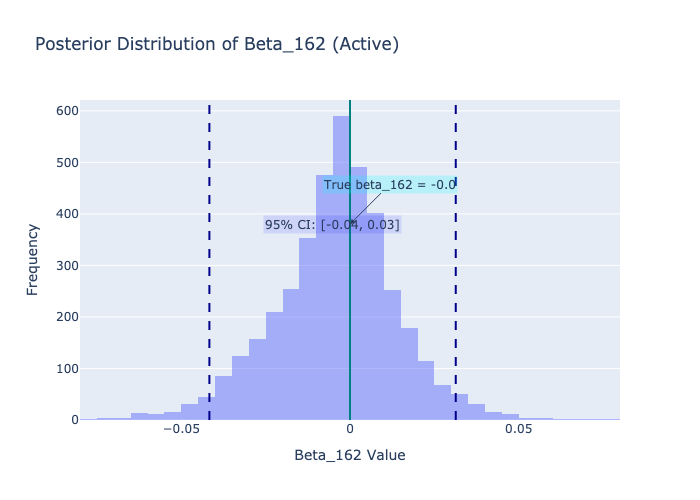 Posterior Distribution of Beta_162 (Active)
600
500
400
300
200
100
0
Frequency
True beta_162 = -0.0
95% CI: [-0.04, 0.03]
−0.05
0
0.05
Beta_162 Value